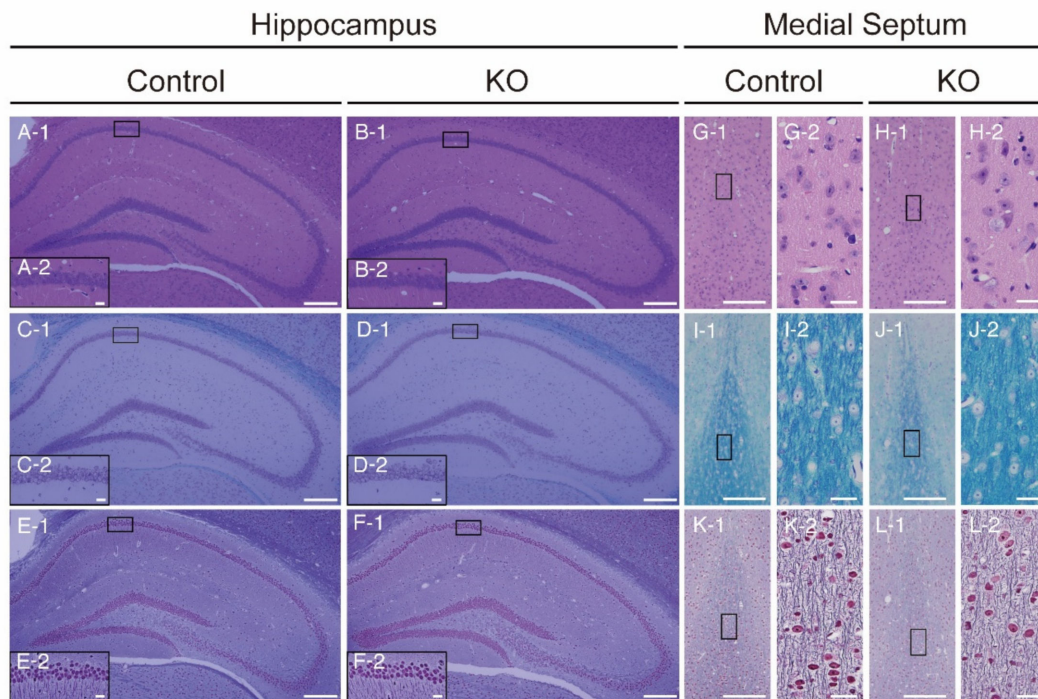 Hippocampus Medial Septum
Control KO Control KO
A-1 B-1 G-1 G-2 H-1 H-2
A-2 B-2
C-1 D-1 I-1 I-2 J-1 J-2
C-2 D-2
E-1 F-1 K-1 K-2 L-1 L-2
E-2 F-2